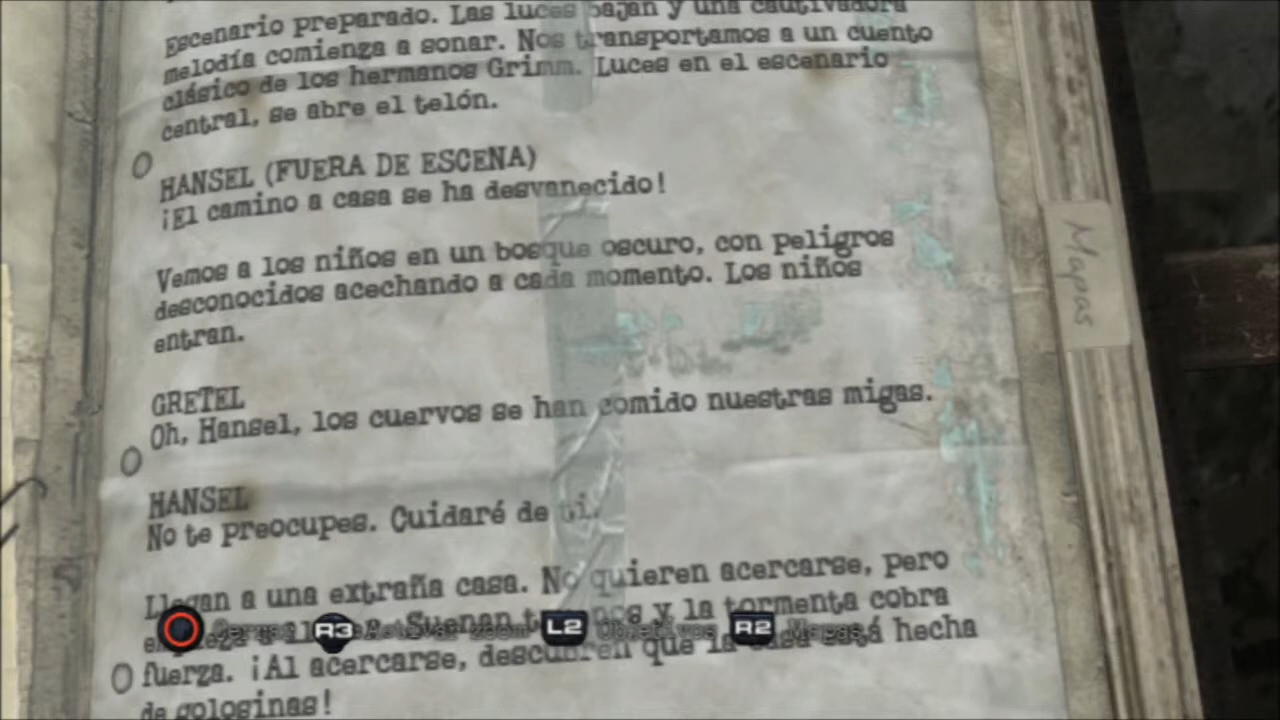 Escenario preparado. Las luces bajan y una cautivadora
melodía comienza a sonar. Nos transportamos a un cuento
clásico de los hermanos Grimm. Luces en el escenario
central, se abre el telón.
HANSEL (FUERA DE ESCENA)
¡El camino a casa se ha desvanecido!
Vemos a los niños en un bosque oscuro, con peligros
desconocidos acechando a cada momento. Los niños
entran.
GRETEL
Oh, Hansel, los cuervos se han comido nuestras migas.
HANSEL
No te preocupes. Cuidaré de ti.
Llegan a una extraña casa. No quieren acercarse, pero
Suenan y la tormenta cobra
fuerza. ¡Al acercarse, descubren que la casa está hecha
de golosinas!
Mapas
R3
L2
R2